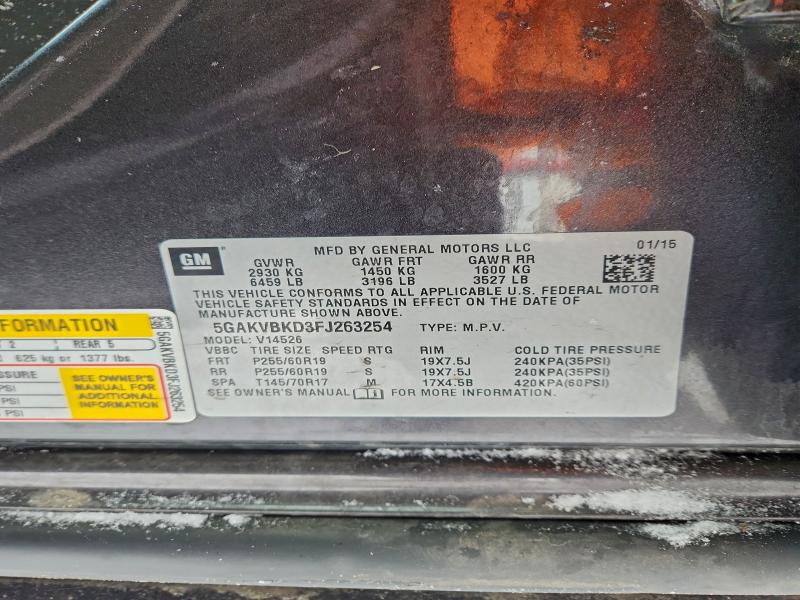 GM
MFD BY GENERAL MOTORS LLC
01/15
GVWR GAWR FRT GAWR RR
2930 KG 1450 KG 1600 KG
6459 LB 3196 LB 3527 LB
THIS VEHICLE CONFORMS TO ALL APPLICABLE U.S. FEDERAL MOTOR
VEHICLE SAFETY STANDARDS IN EFFECT ON THE DATE OF
MANUFACTURE SHOWN ABOVE.
5GAKVBKD3FJ263254 TYPE: M.P.V.
MODEL: V14526
VBBC TIRE SIZE SPEED RTG RIM COLD TIRE PRESSURE
FRT P255/60R19 S 19X7.5J 240KPA(35PSI)
RR P255/60R19 S 19X7.5J 240KPA(35PSI)
SPA T145/70R17 M 17X4.5B 420KPA(60PSI)
SEE OWNER'S MANUAL FOR MORE INFORMATION.
FORMATION
2 REAR 5
625 kg or 1377 lbs.
SSURE
PSI
PSI
PSI
SEE OWNER'S
MANUAL FOR
ADDITIONAL
INFORMATION
5GAKVBKD3FJ263254